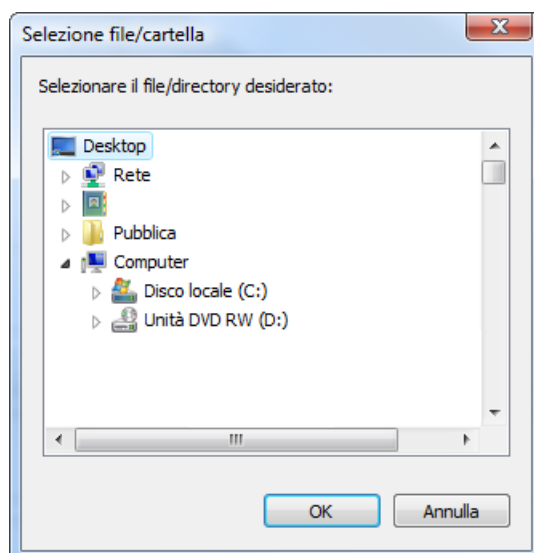 Selezione file/cartella
Selezionare il file/directory desiderato:
Desktop
Rete
Pubblica
Computer
Disco locale (C:)
Unità DVD RW (D:)
OK Annulla